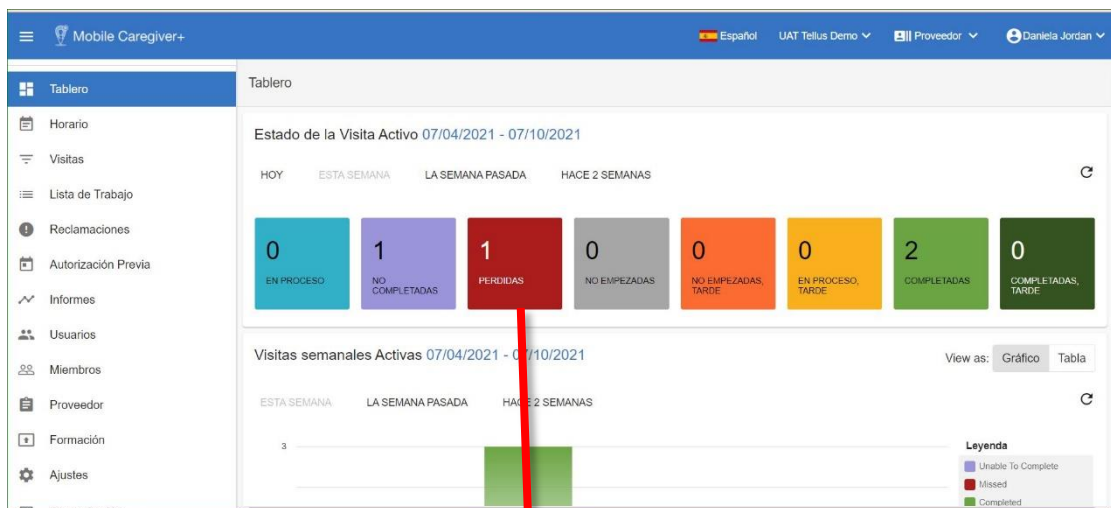 Mobile Caregiver+
Español UAT Tellus Demo Proveedor Daniela Jordan
Tablero
Horario
Visitas
Lista de Trabajo
Reclamaciones
Autorización Previa
Informes
Usuarios
Miembros
Proveedor
Formación
Ajustes
Tablero
Estado de la Visita Activo 07/04/2021 - 07/10/2021
HOY ESTA SEMANA LA SEMANA PASADA HACE 2 SEMANAS
0
EN PROCESO
1
NO
COMPLETADAS
1
PERDIDAS
0
NO EMPEZADAS
0
NO EMPEZADAS,
TARDE
0
EN PROCESO,
TARDE
2
COMPLETADAS
0
COMPLETADAS,
TARDE
Visitas semanales Activas 07/04/2021 - 07/10/2021
View as: Gráfico Tabla
ESTA SEMANA LA SEMANA PASADA HACE 2 SEMANAS
3
Leyenda
Unable To Complete
Missed
Completed